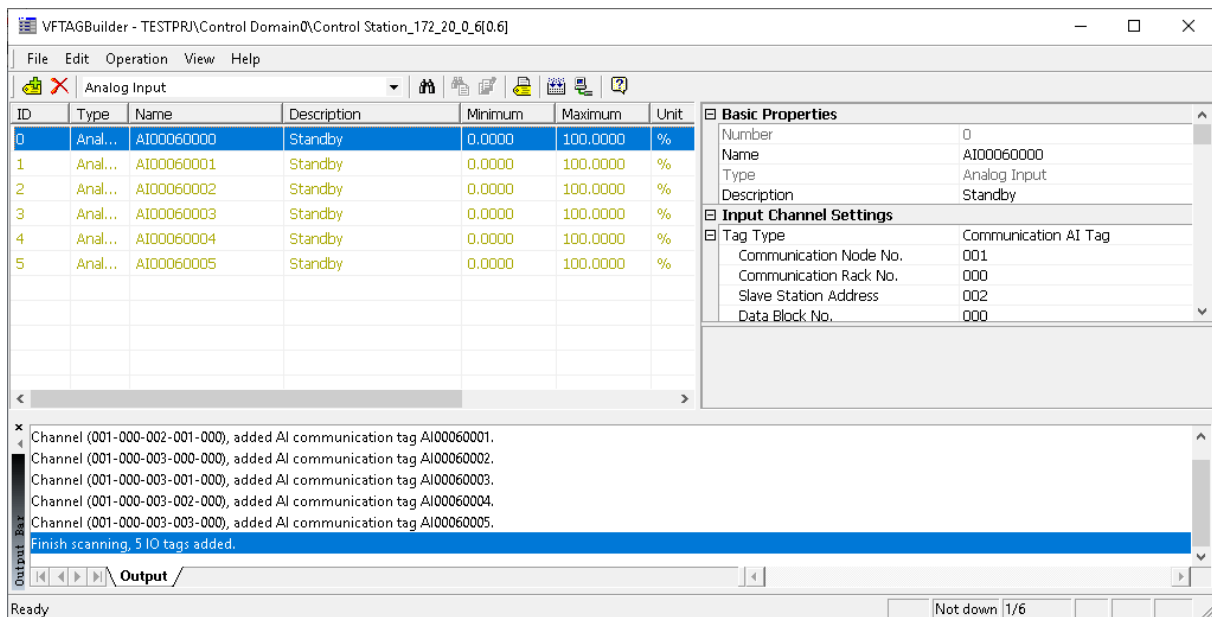 VFTAGBuilder - TESTPRJ\Control Domain0\Control Station_172_20_0_6[0.6]
File Edit Operation View Help
Analog Input
ID Type Name Description Minimum Maximum Unit
0 Anal... AI00060000 Standby 0.0000 100.0000 %
1 Anal... AI00060001 Standby 0.0000 100.0000 %
2 Anal... AI00060002 Standby 0.0000 100.0000 %
3 Anal... AI00060003 Standby 0.0000 100.0000 %
4 Anal... AI00060004 Standby 0.0000 100.0000 %
5 Anal... AI00060005 Standby 0.0000 100.0000 %
Basic Properties
Number 0
Name AI00060000
Type Analog Input
Description Standby
Input Channel Settings
Tag Type Communication AI Tag
Communication Node No. 001
Communication Rack No. 000
Slave Station Address 002
Data Block No. 000
Channel (001-000-002-001-000), added AI communication tag AI00060001.
Channel (001-000-003-000-000), added AI communication tag AI00060002.
Channel (001-000-003-001-000), added AI communication tag AI00060003.
Channel (001-000-003-002-000), added AI communication tag AI00060004.
Channel (001-000-003-003-000), added AI communication tag AI00060005.
Finish scanning, 5 IO tags added.
Output Bar
Output
Ready
Not down 1/6